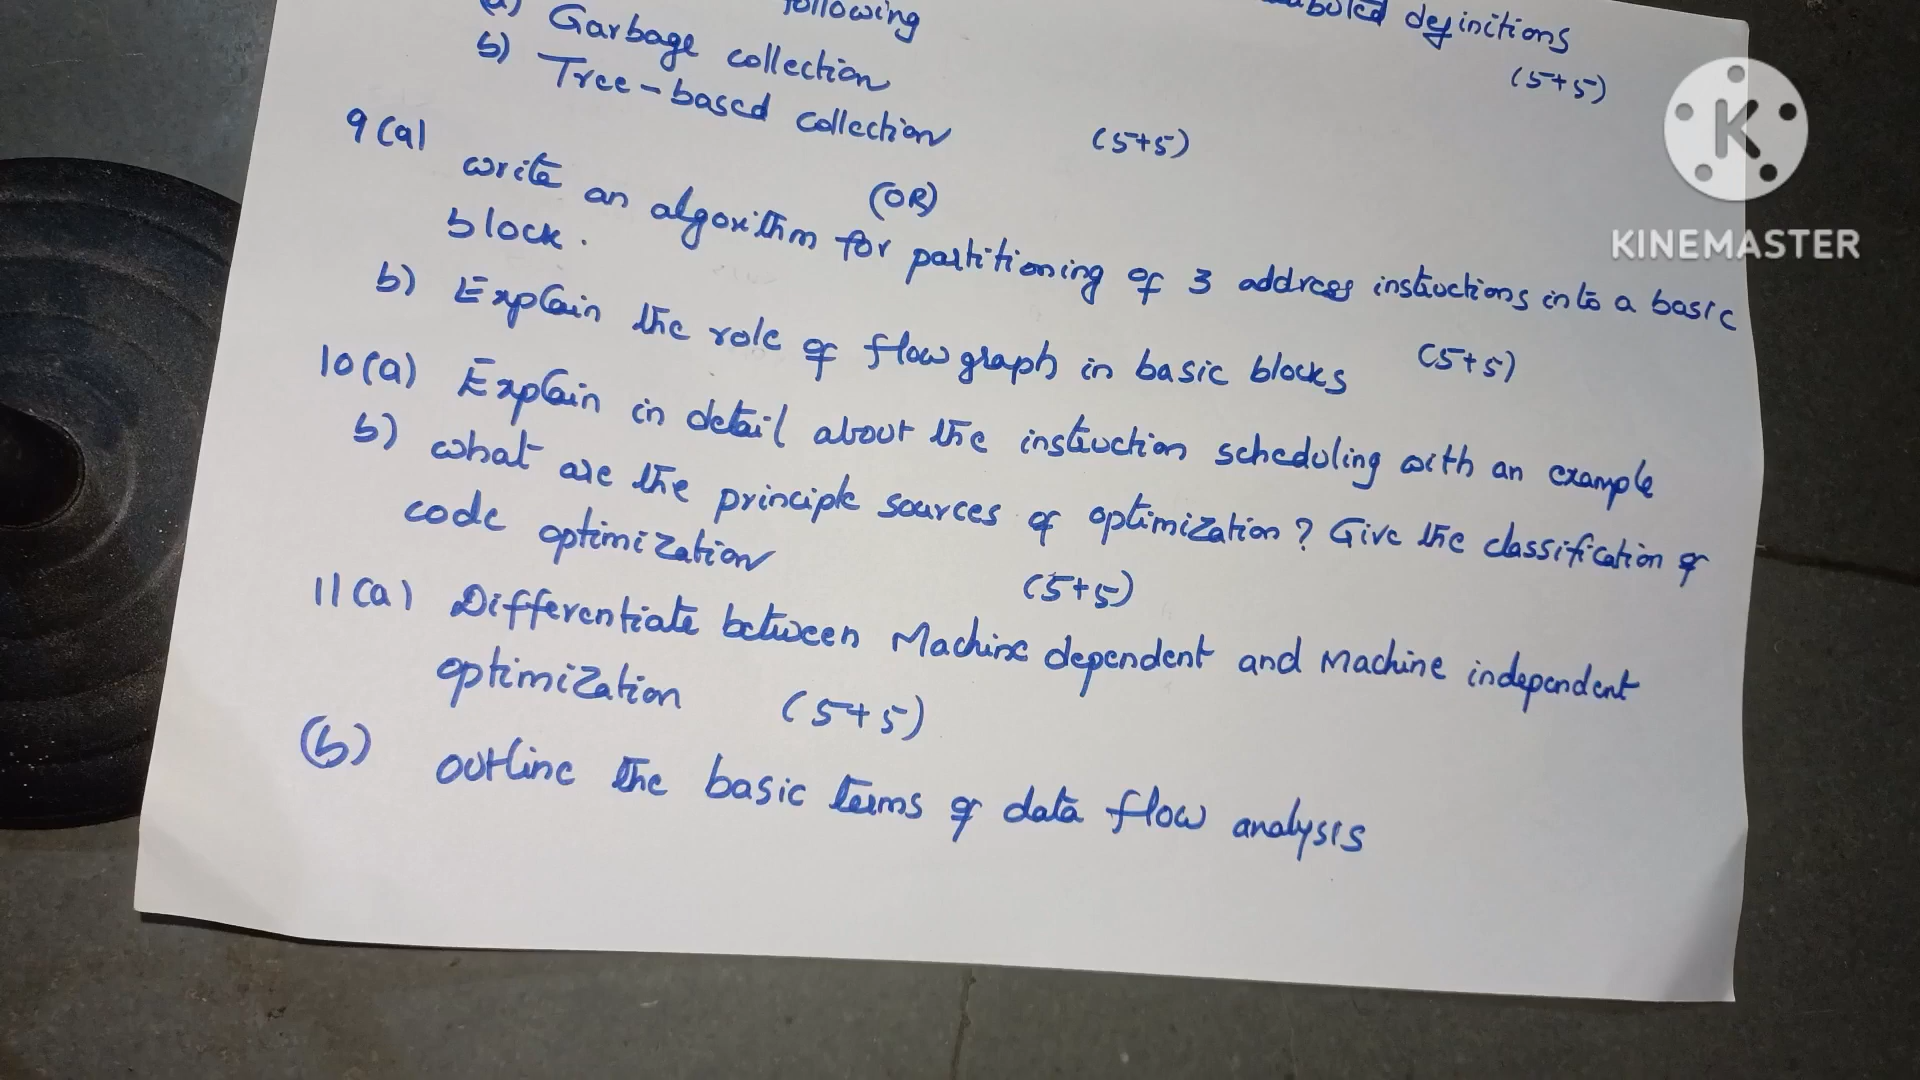 following
definitions
(5+5)
a) Garbage collection
b) Tree-based collection (5+5)
(OR)
9(a) write an algorithm for partitioning of 3 address instructions into a basic
block.
b) Explain the role of flow graph in basic blocks (5+5)
10(a) Explain in detail about the instruction scheduling with an example
b) what are the principle sources of optimization? Give the classification of
code optimization (5+5)
11(a) Differentiate between Machine dependent and Machine independent
optimization (5+5)
(b) outline the basic terms of data flow analysis
K
KINEMASTER